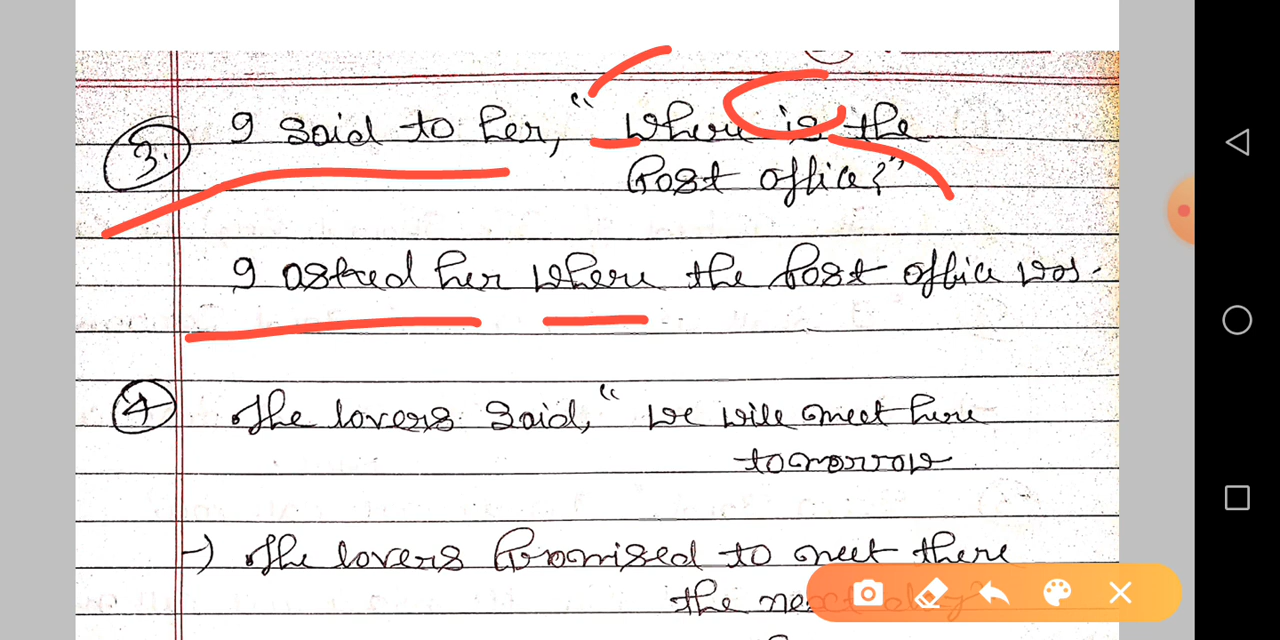 3. I said to her, "Where is the
Post office?"
I asked her where the Post office was.
4 The lovers said, "We will meet here
tomorrow
→) The lovers Promised to meet there
the next day